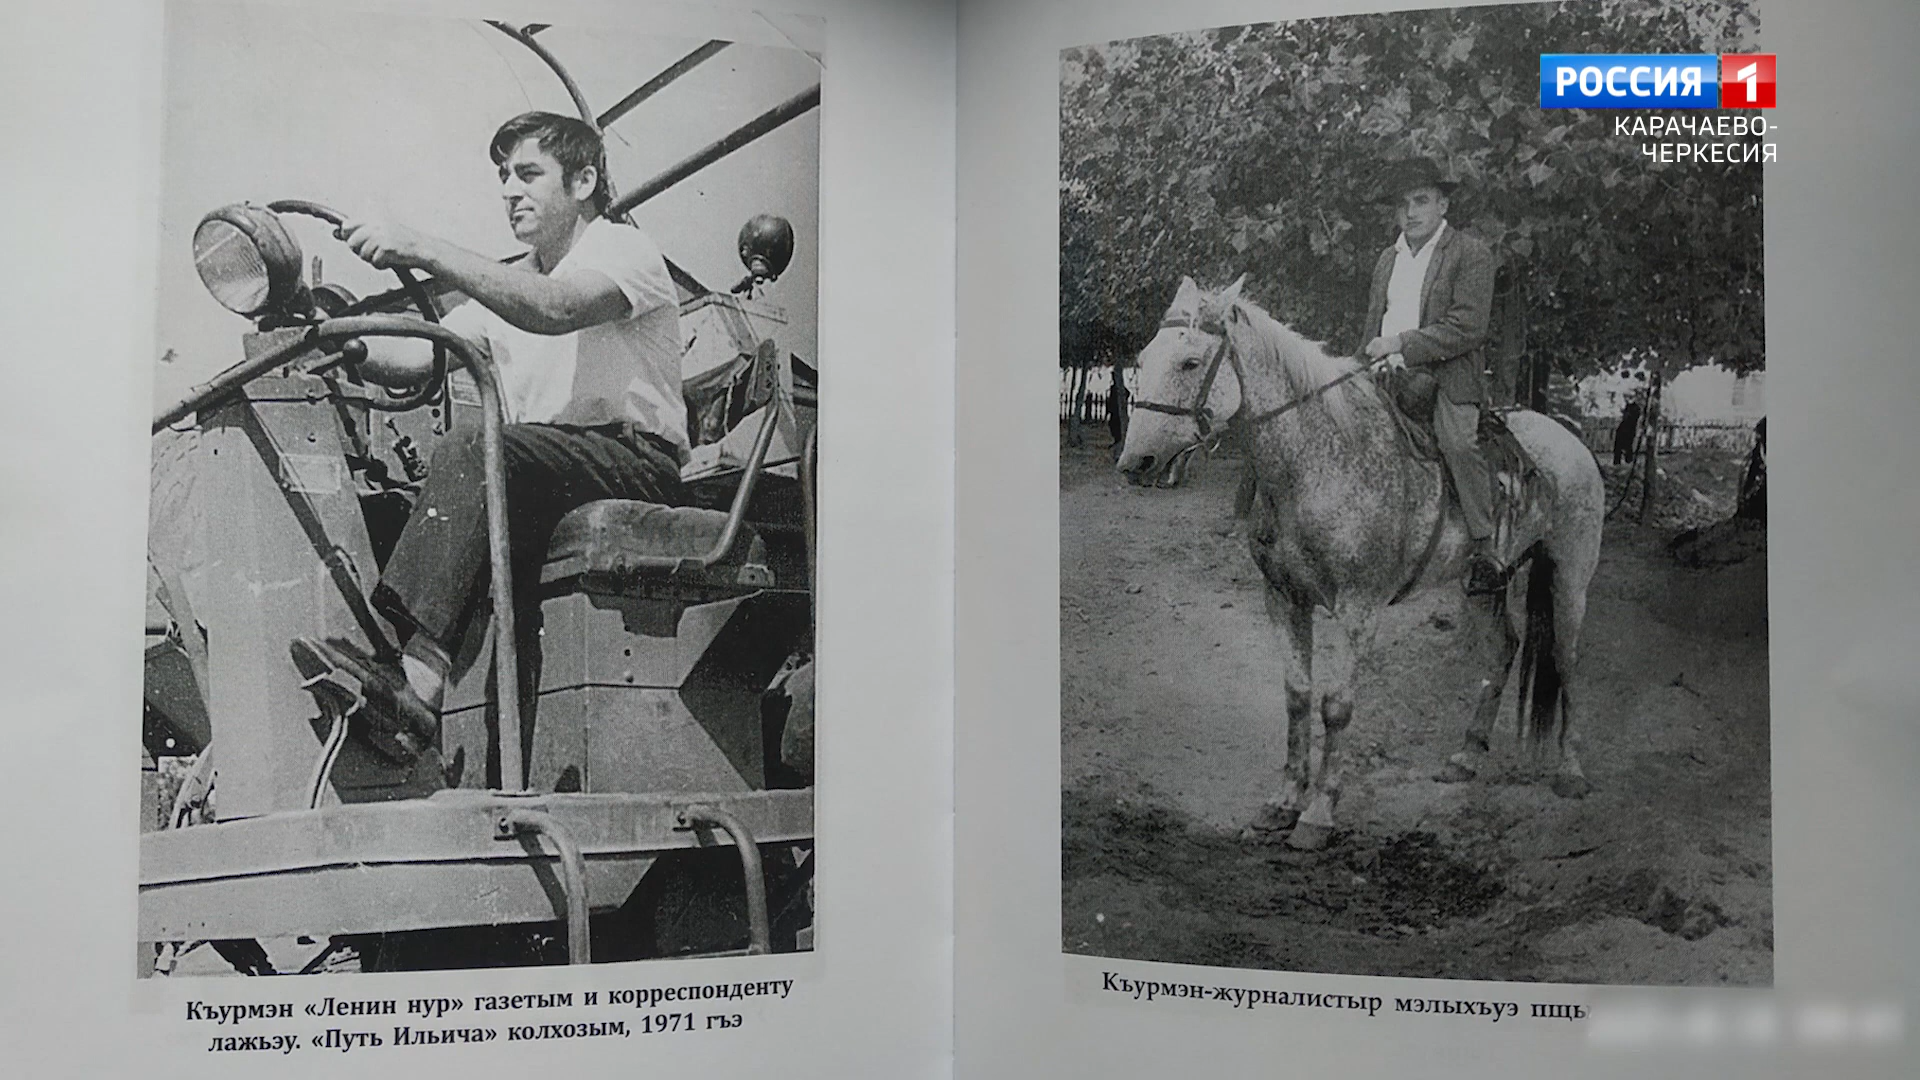 РОССИЯ 1
КАРАЧАЕВО-
ЧЕРКЕСИЯ
Къурмэн «Ленин нур» газетым и корреспонденту
лажьэу. «Путь Ильича» колхозым, 1971 гъэ
Къурмэн-журналистыр мэлыхъуэ